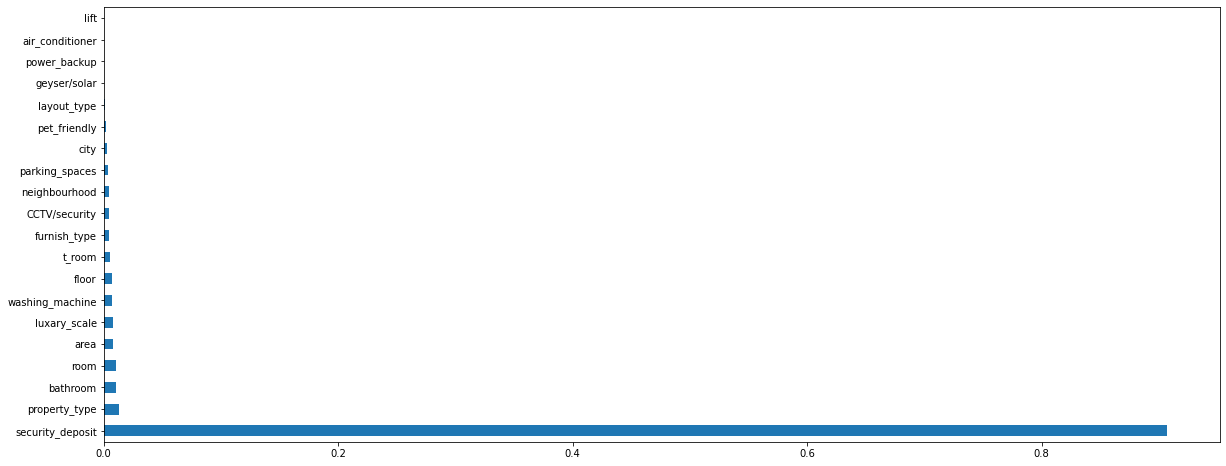 lift
air_conditioner
power_backup
geyser/solar
layout_type
pet_friendly
city
parking_spaces
neighbourhood
CCTV/security
furnish_type
t_room
floor
washing_machine
luxary_scale
area
room
bathroom
property_type
security_deposit
0.0 0.2 0.4 0.6 0.8